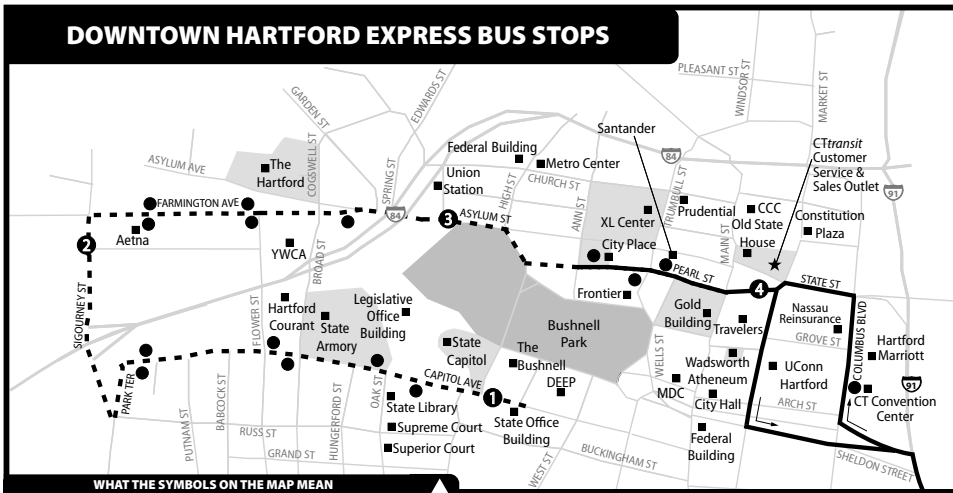 DOWNTOWN HARTFORD EXPRESS BUS STOPS
PLEASANT ST
WINDSOR ST
MARKET ST
GARDEN ST
EDWARDS ST
Santander
84
CTtransit
Customer
Service &
Sales Outlet
91
ASYLUM AVE
The
Hartford
COGSWELL ST
SPRING ST
Federal Building
Metro Center
Union
Station
HIGH ST
CHURCH ST
ANN ST
TRUMBULL ST
FARMINGTON AVE
84
3
ASYLUM ST
XL Center
Prudential
CCC
Old State
House
Constitution
Plaza
2
Aetna
YWCA
BROAD ST
City Place
MAIN ST
PEARL ST
4
STATE ST
SIGOURNEY ST
FLOWER ST
Hartford
Courant
State
Armory
Legislative
Office
Building
Frontier
Gold
Building
Travelers
Nassau
Reinsurance
COLUMBUS BLVD
GROVE ST
Bushnell
Park
State
Capitol
The
Bushnell
WELLS ST
Wadsworth
Atheneum
Hartford
Marriott
UConn
Hartford
91
PARK TER
CAPITOL AVE
DEEP
MDC
City Hall
ARCH ST
CT Convention
Center
PUTNAM ST
BABCOCK ST
HUNGERFORD ST
OAK ST
1
State Library
State Office
Building
RUSS ST
Supreme Court
GRAND ST
Superior Court
WEST ST
BUCKINGHAM ST
Federal
Building
SHELDON STREET
WHAT THE SYMBOLS ON THE MAP MEAN